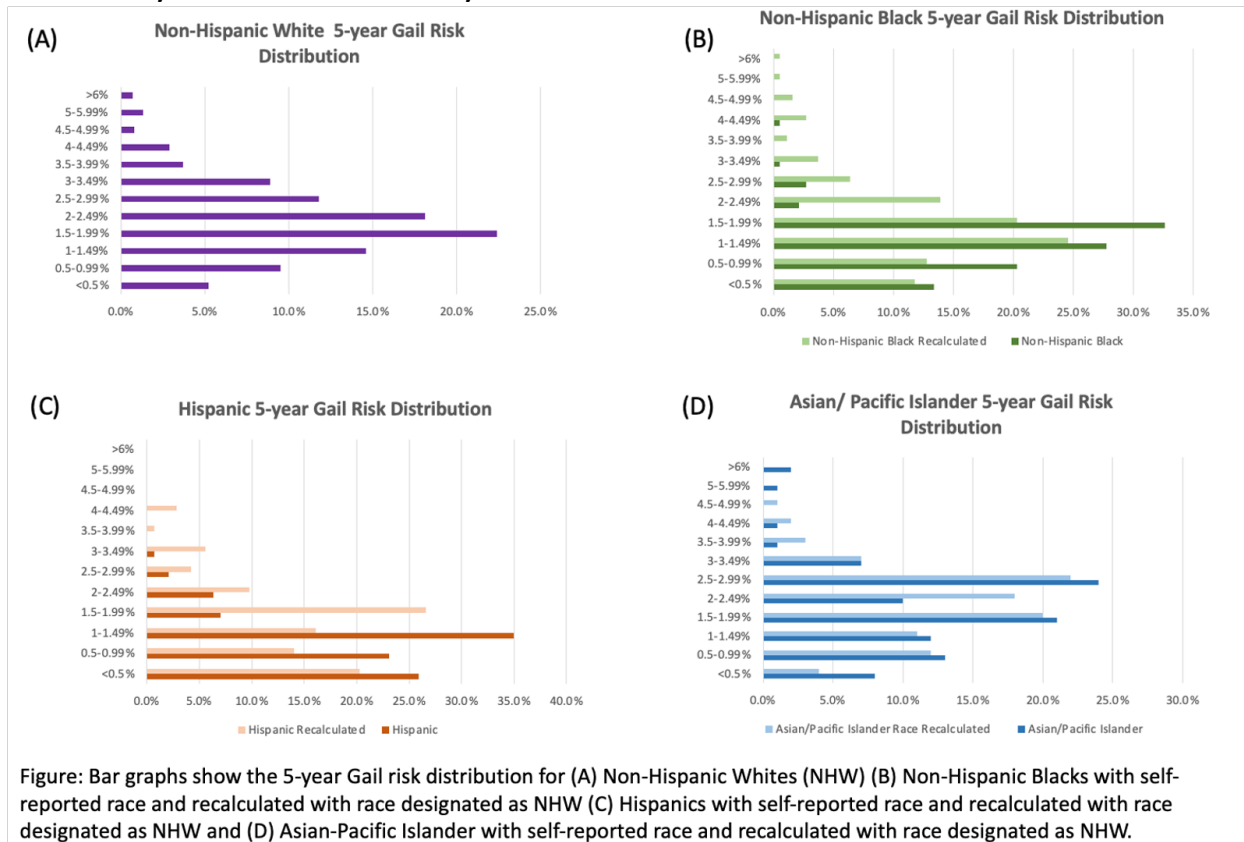 (A)
Non-Hispanic White 5-year Gail Risk
Distribution
>6%
5-5.99%
4.5-4.99%
4-4.49%
3.5-3.99%
3-3.49%
2.5-2.99%
2-2.49%
1.5-1.99%
1-1.49%
0.5-0.99%
<0.5%
0.0% 5.0% 10.0% 15.0% 20.0% 25.0%
(B)
Non-Hispanic Black 5-year Gail Risk Distribution
>6%
5-5.99%
4.5-4.99%
4-4.49%
3.5-3.99%
3-3.49%
2.5-2.99%
2-2.49%
1.5-1.99%
1-1.49%
0.5-0.99%
<0.5%
0.0% 5.0% 10.0% 15.0% 20.0% 25.0% 30.0% 35.0%
Non-Hispanic Black Recalculated Non-Hispanic Black
(C)
Hispanic 5-year Gail Risk Distribution
>6%
5-5.99%
4.5-4.99%
4-4.49%
3.5-3.99%
3-3.49%
2.5-2.99%
2-2.49%
1.5-1.99%
1-1.49%
0.5-0.99%
<0.5%
0.0% 5.0% 10.0% 15.0% 20.0% 25.0% 30.0% 35.0% 40.0%
Hispanic Recalculated Hispanic
(D)
Asian/ Pacific Islander 5-year Gail Risk
Distribution
>6%
5-5.99%
4.5-4.99%
4-4.49%
3.5-3.99%
3-3.49%
2.5-2.99%
2-2.49%
1.5-1.99%
1-1.49%
0.5-0.99%
<0.5%
0.0% 5.0% 10.0% 15.0% 20.0% 25.0% 30.0%
Asian/Pacific Islander Race Recalculated Asian/Pacific Islander
Figure: Bar graphs show the 5-year Gail risk distribution for (A) Non-Hispanic Whites (NHW) (B) Non-Hispanic Blacks with self-
reported race and recalculated with race designated as NHW (C) Hispanics with self-reported race and recalculated with race
designated as NHW and (D) Asian-Pacific Islander with self-reported race and recalculated with race designated as NHW.